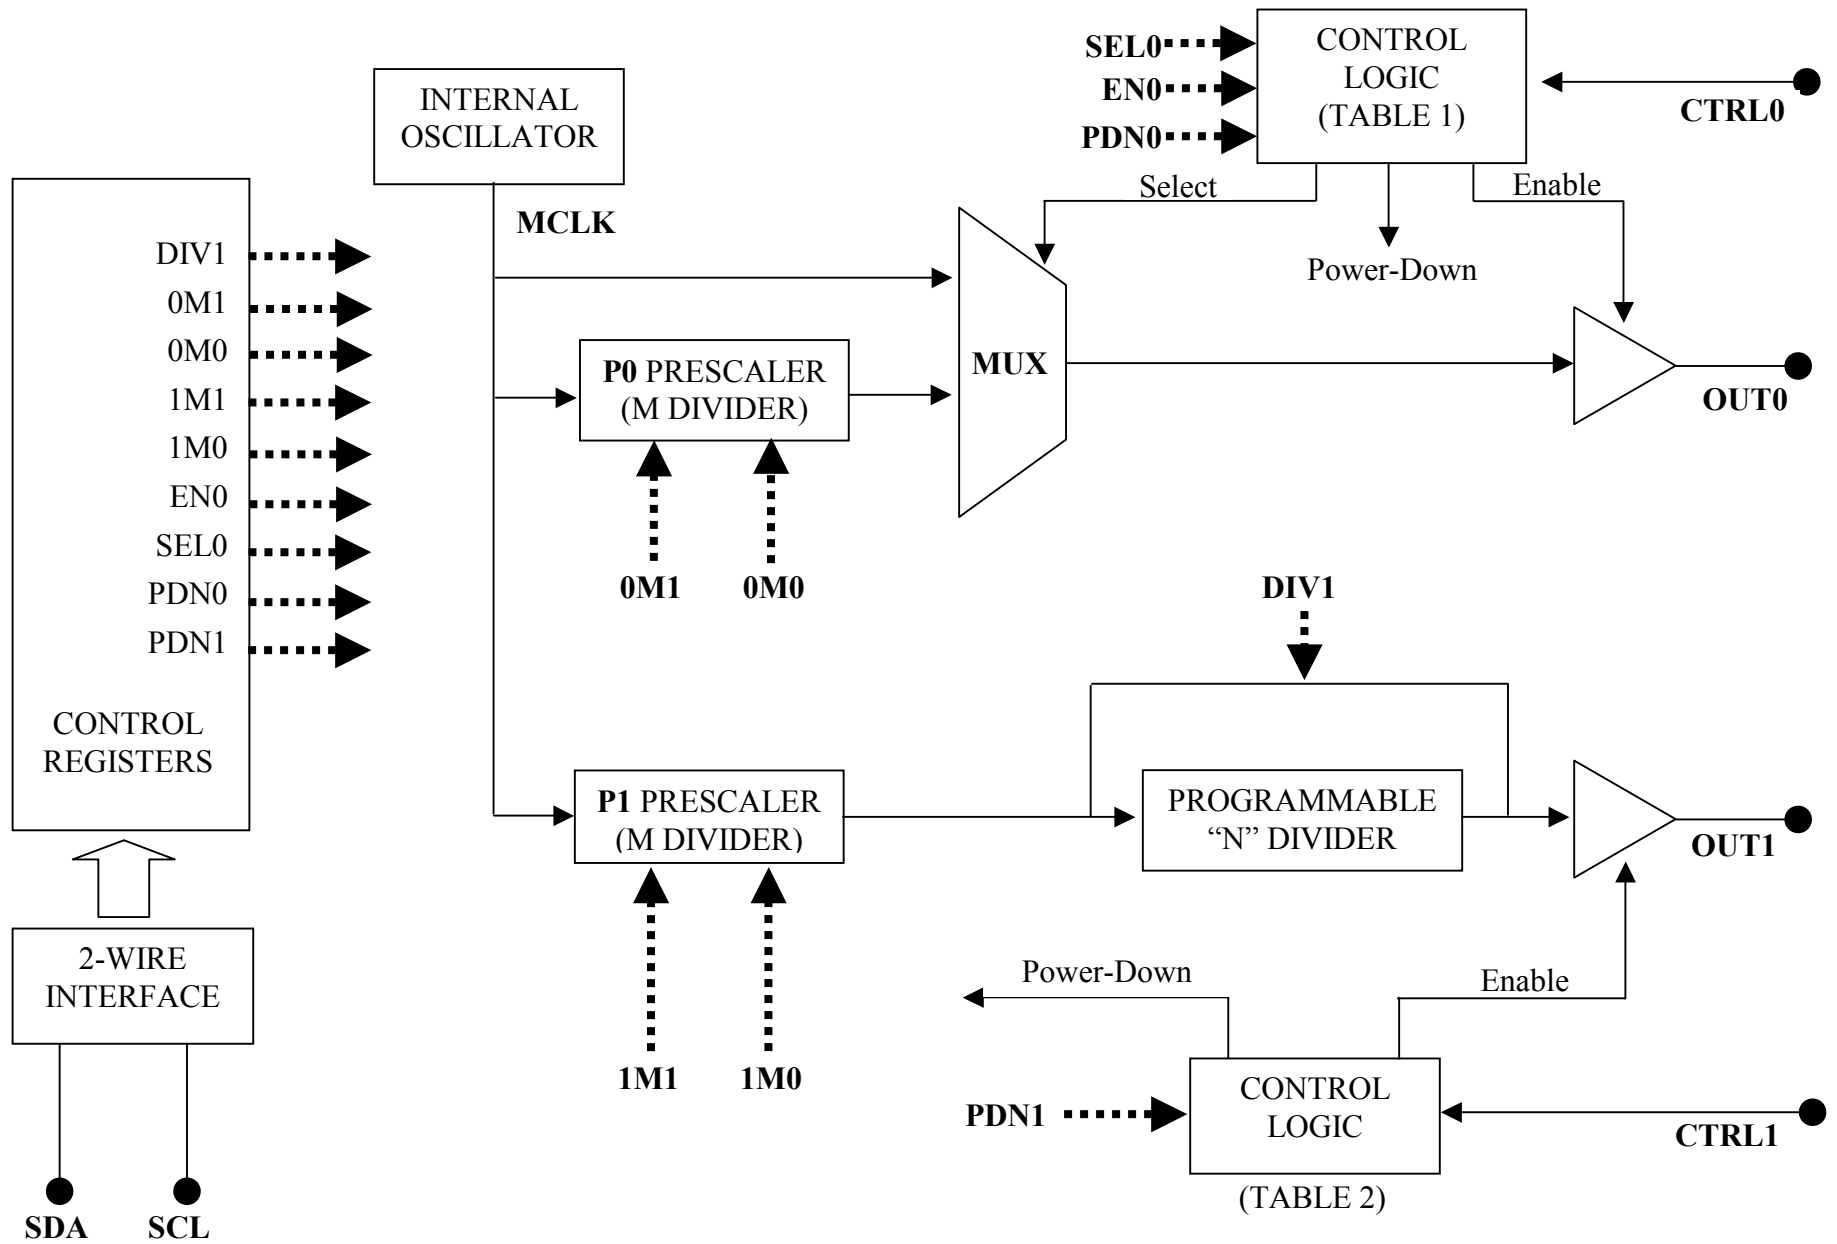 INTERNAL
OSCILLATOR
MCLK
DIV1
0M1
0M0
1M1
1M0
EN0
SEL0
PDN0
PDN1
CONTROL
REGISTERS
2-WIRE
INTERFACE
SDA
SCL
SEL0
EN0
PDN0
CONTROL
LOGIC
(TABLE 1)
CTRL0
Select
Enable
Power-Down
P0 PRESCALER
(M DIVIDER)
MUX
OUT0
0M1
0M0
DIV1
P1 PRESCALER
(M DIVIDER)
PROGRAMMABLE
“N” DIVIDER
OUT1
1M1
1M0
Power-Down
Enable
PDN1
CONTROL
LOGIC
CTRL1
(TABLE 2)